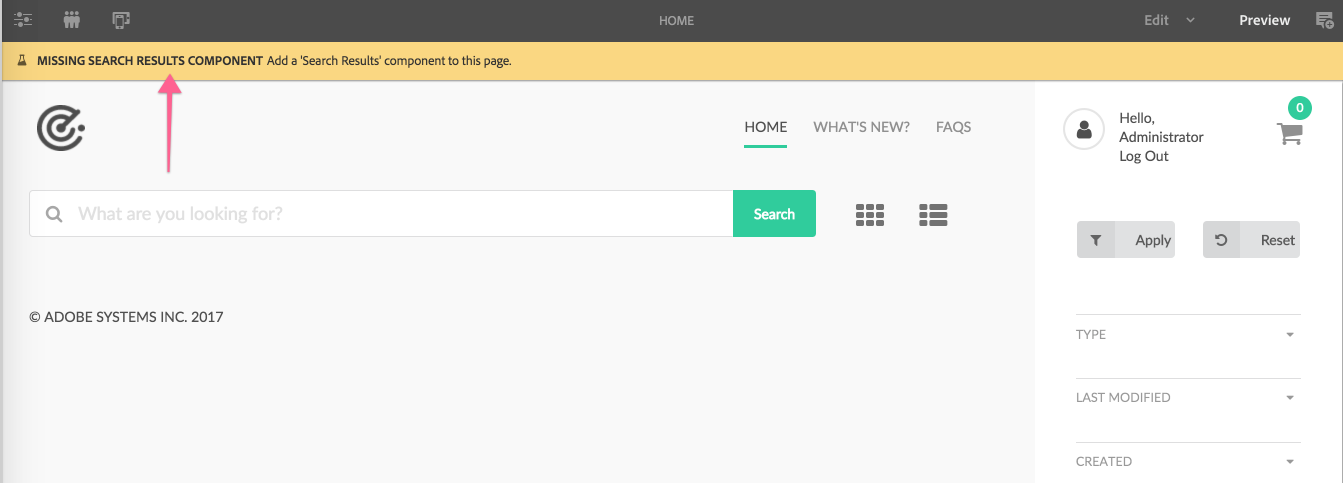 HOME
Edit
Preview
MISSING SEARCH RESULTS COMPONENT Add a 'Search Results' component to this page.
HOME
WHAT'S NEW?
FAQS
Hello,
Administrator
Log Out
0
What are you looking for?
Search
Apply
Reset
© ADOBE SYSTEMS INC. 2017
TYPE
LAST MODIFIED
CREATED